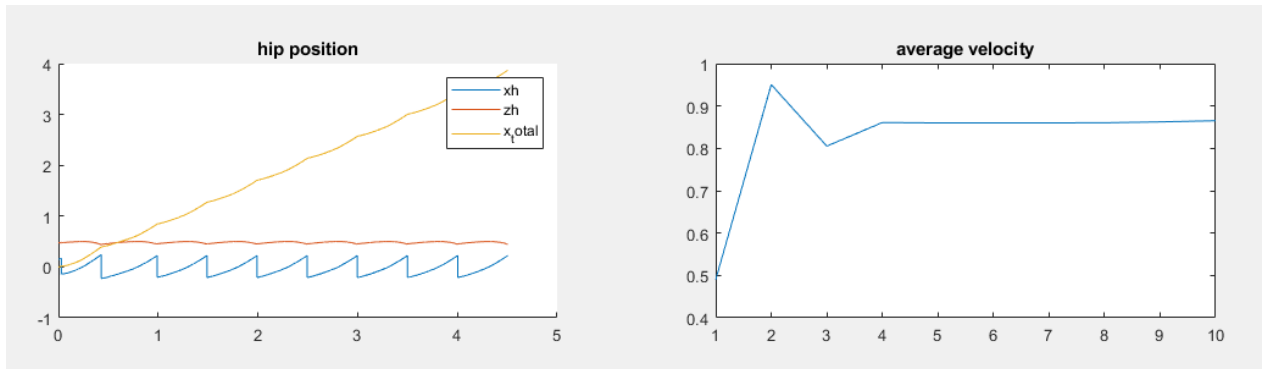 hip position
4
3
2
1
0
-1
0 1 2 3 4 5
xh
zh
x_total
average velocity
1
0.9
0.8
0.7
0.6
0.5
0.4
1 2 3 4 5 6 7 8 9 10